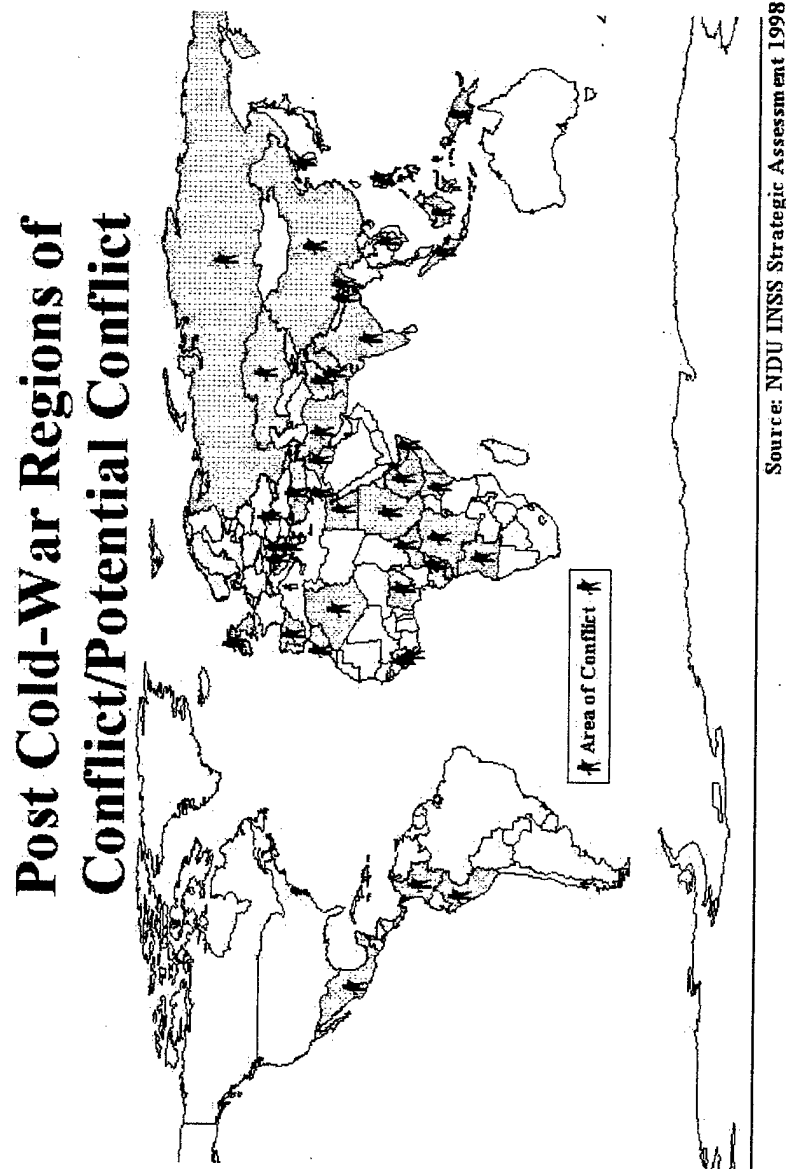 Post Cold-War Regions of
Conflict/Potential Conflict
Area of Conflict
Source: NDU INSS Strategic Assessment 1998